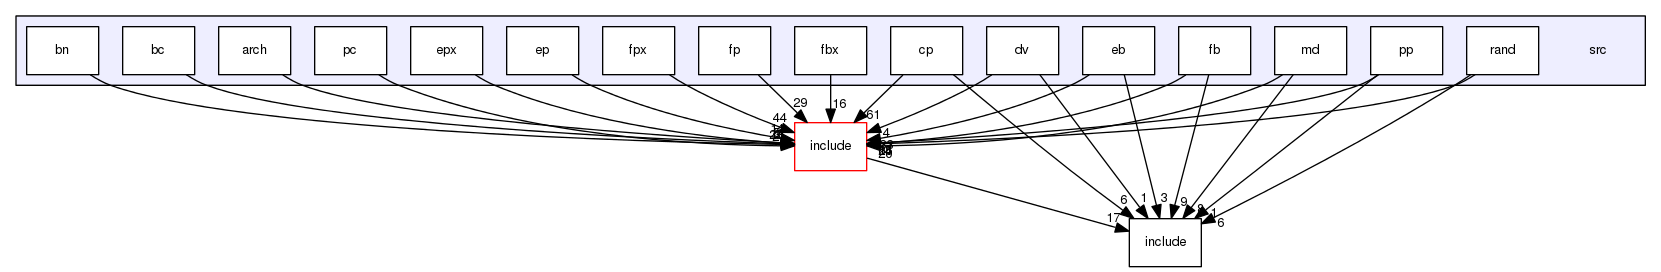 bn bc arch pc epx ep fpx fp fbx cp dv eb fb md pp rand src
29 16 61
44 4
include
6 1 3 9 1
17 6
include